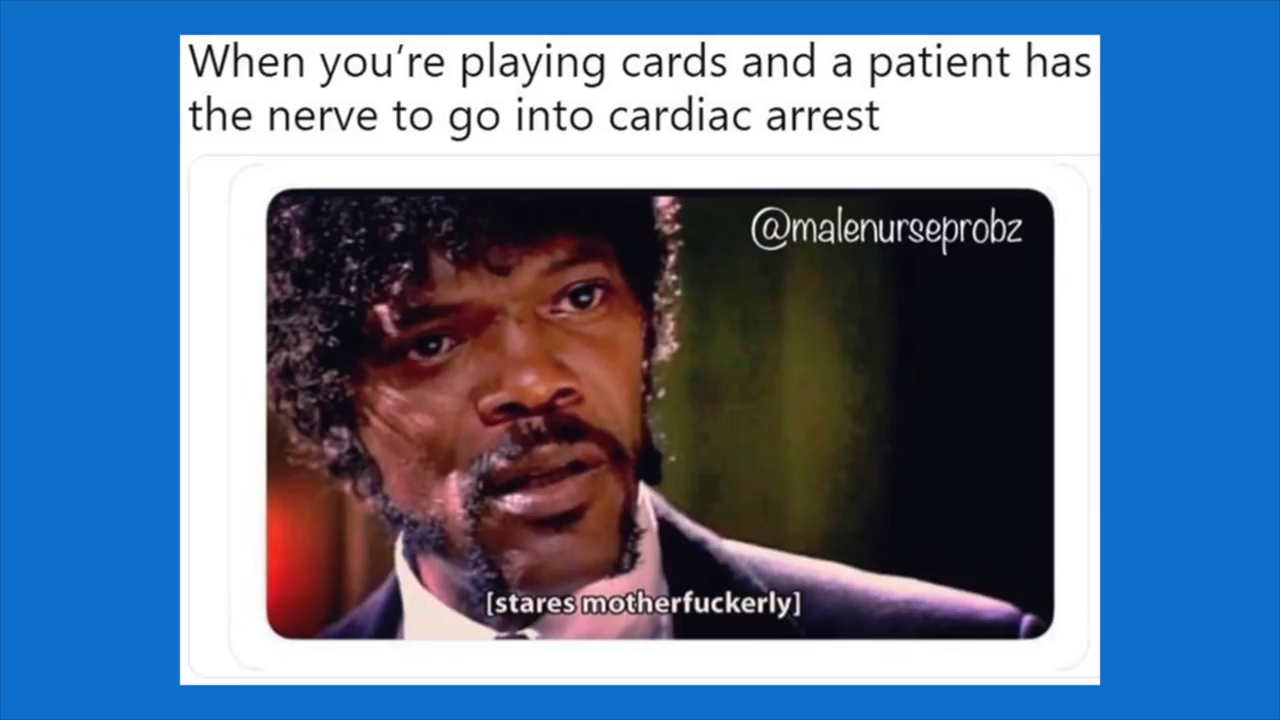 When you’re playing cards and a patient has
the nerve to go into cardiac arrest
@malenurseprobz
[stares motherfuckerly]